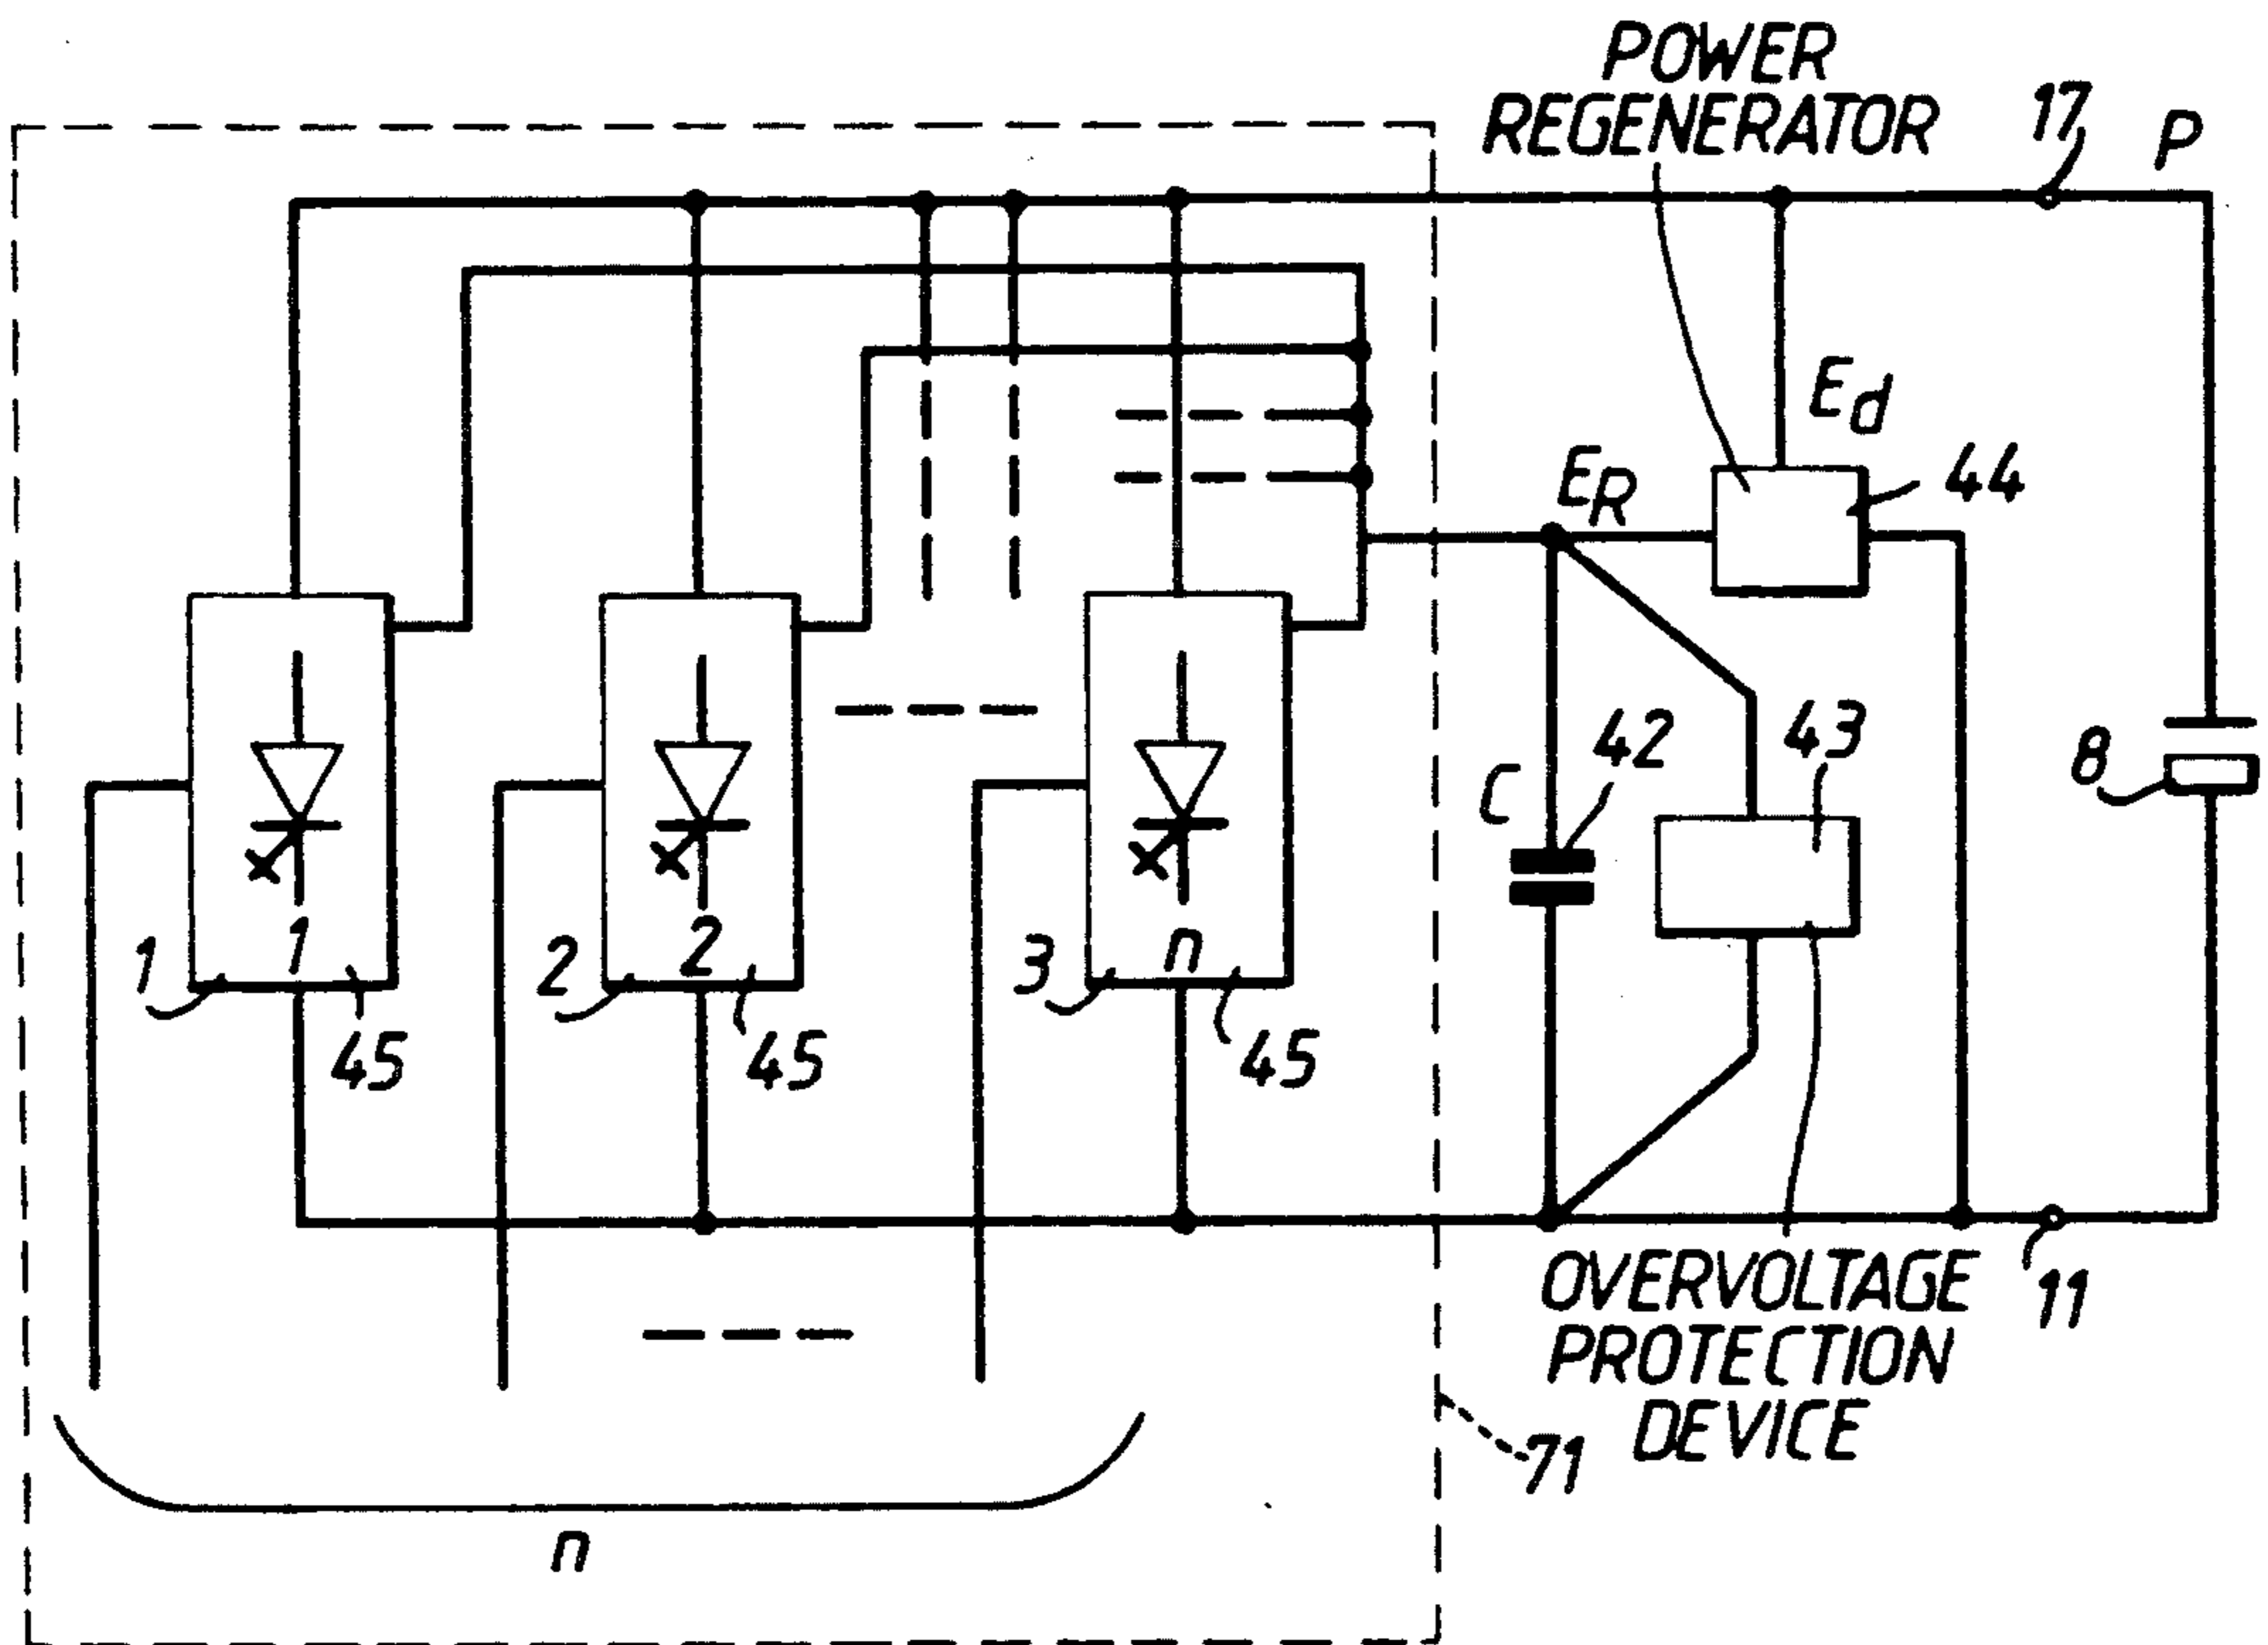 POWER
REGENERATOR
17
P
Ed
ER
44
42
43
C
8
1
1
2
2
3
n
45
45
45
OVERVOLTAGE
PROTECTION
DEVICE
11
71
n